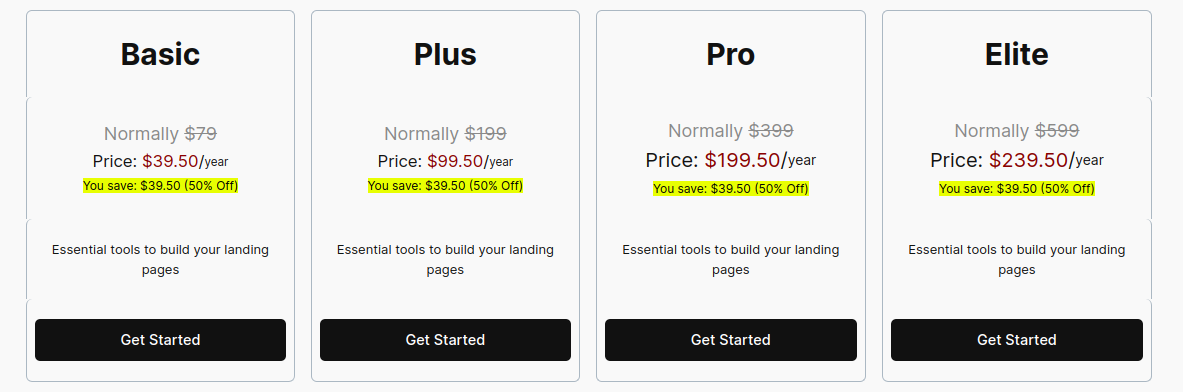 Basic
Normally $79
Price: $39.50/year
You save: $39.50 (50% Off)
Essential tools to build your landing
pages
Get Started
Plus
Normally $199
Price: $99.50/year
You save: $39.50 (50% Off)
Essential tools to build your landing
pages
Get Started
Pro
Normally $399
Price: $199.50/year
You save: $39.50 (50% Off)
Essential tools to build your landing
pages
Get Started
Elite
Normally $599
Price: $239.50/year
You save: $39.50 (50% Off)
Essential tools to build your landing
pages
Get Started